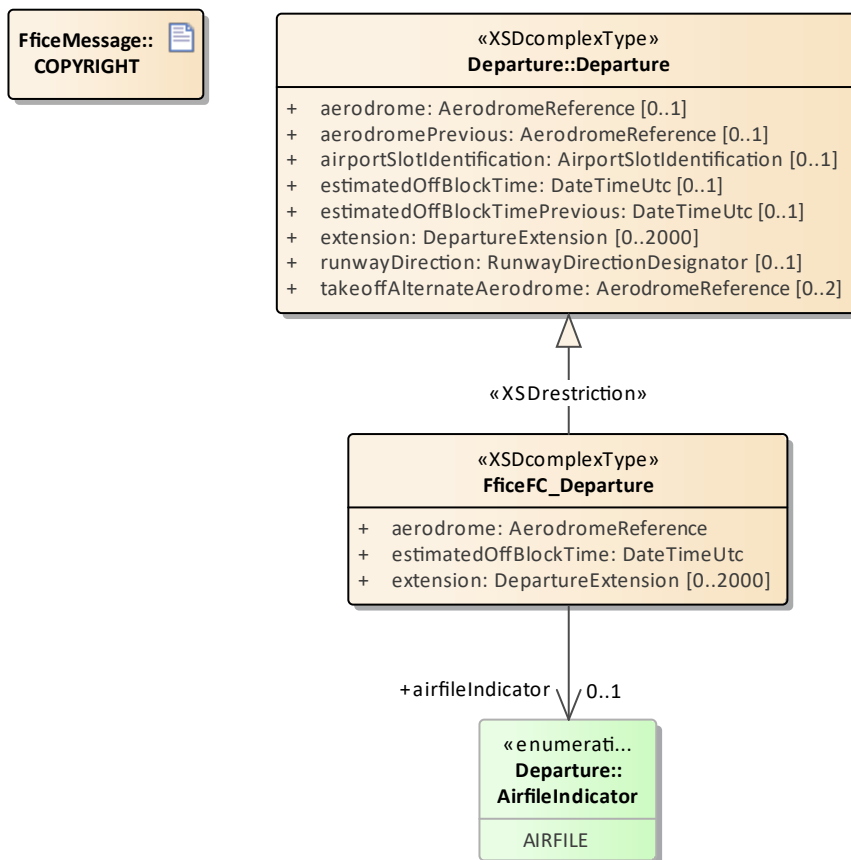 FficeMessage::
COPYRIGHT
«XSDcomplexType»
Departure::Departure
+ aerodrome: AerodromeReference [0..1]
+ aerodromePrevious: AerodromeReference [0..1]
+ airportSlotIdentification: AirportSlotIdentification [0..1]
+ estimatedOffBlockTime: DateTimeUtc [0..1]
+ estimatedOffBlockTimePrevious: DateTimeUtc [0..1]
+ extension: DepartureExtension [0..2000]
+ runwayDirection: RunwayDirectionDesignator [0..1]
+ takeoffAlternateAerodrome: AerodromeReference [0..2]
«XSDrestriction»
«XSDcomplexType»
FficeFC_Departure
+ aerodrome: AerodromeReference
+ estimatedOffBlockTime: DateTimeUtc
+ extension: DepartureExtension [0..2000]
+airfileIndicator 0..1
«enumerati...
Departure::
AirfileIndicator
AIRFILE